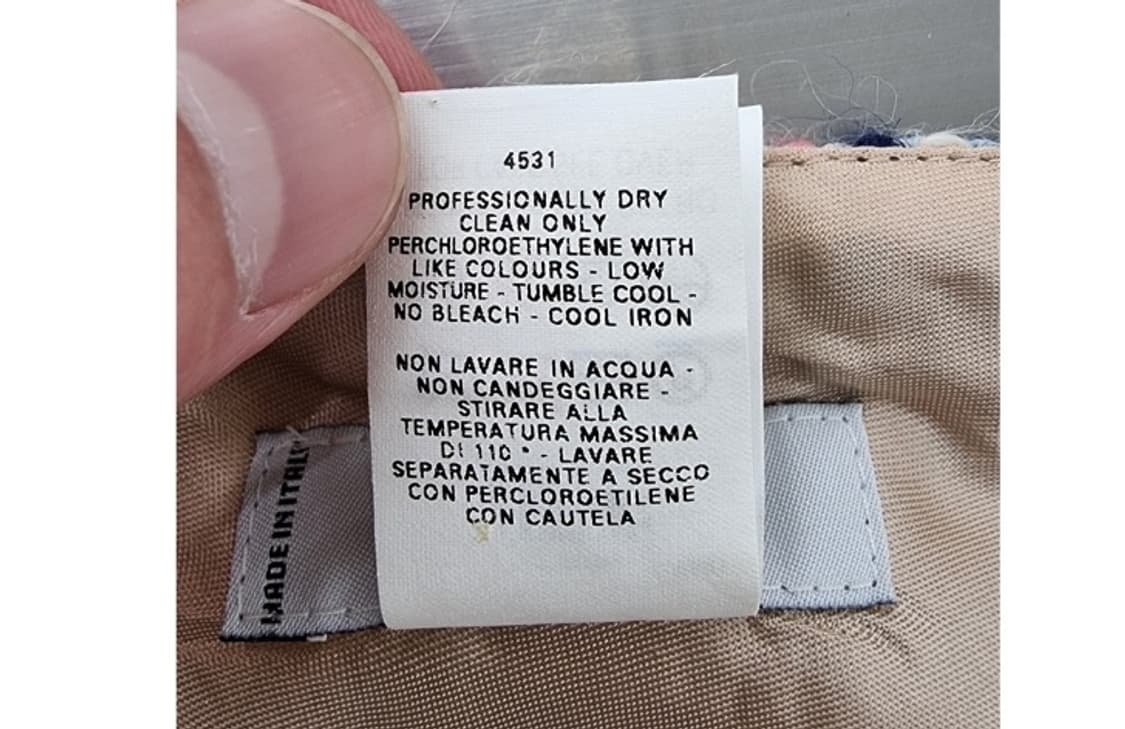 4531
PROFESSIONALLY DRY
CLEAN ONLY
PERCHLOROETHYLENE WITH
LIKE COLOURS - LOW
MOISTURE - TUMBLE COOL -
NO BLEACH - COOL IRON
NON LAVARE IN ACQUA -
NON CANDEGGIARE -
STIRARE ALLA
TEMPERATURA MASSIMA
DI 110 ° - LAVARE
SEPARATAMENTE A SECCO
CON PERCLOROETILENE
CON CAUTELA
MADE IN ITALY